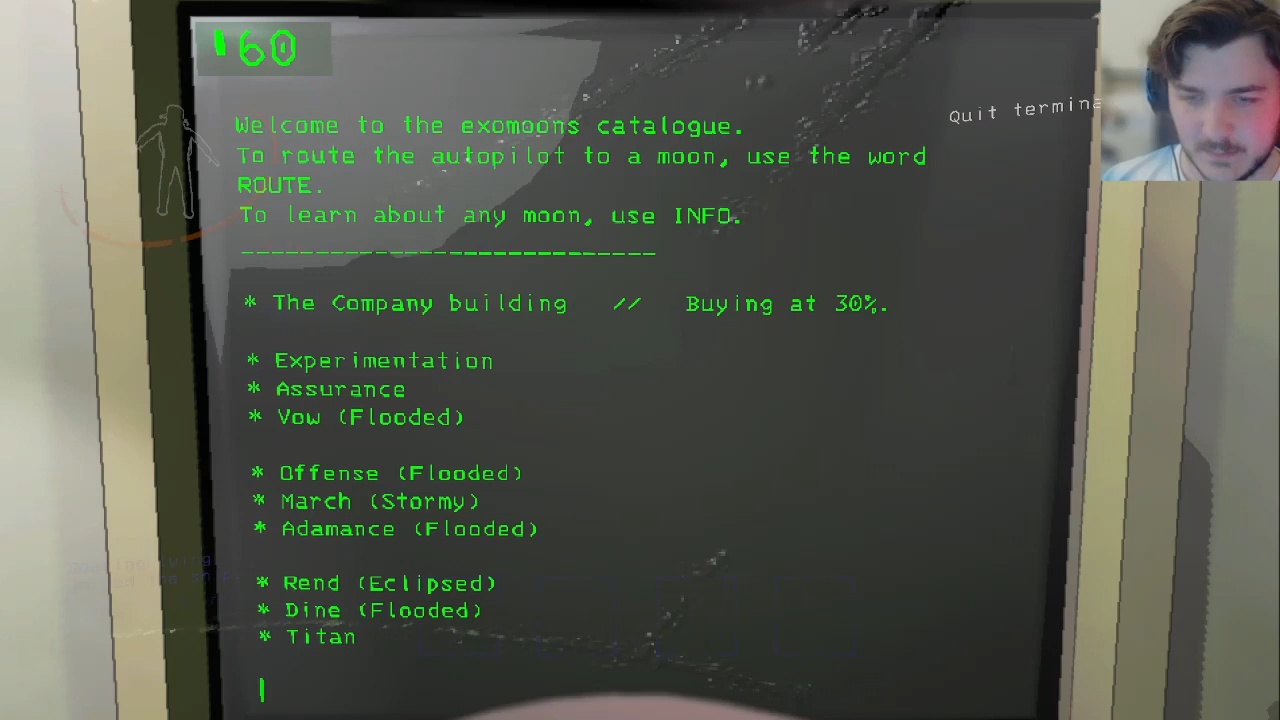 ▮60
Quit termina
Welcome to the exomoons catalogue.
To route the autopilot to a moon, use the word
ROUTE.
To learn about any moon, use INFO.
----------------------------
* The Company building // Buying at 30%.
* Experimentation
* Assurance
* Vow (Flooded)
* Offense (Flooded)
* March (Stormy)
* Adamance (Flooded)
* Rend (Eclipsed)
* Dine (Flooded)
* Titan